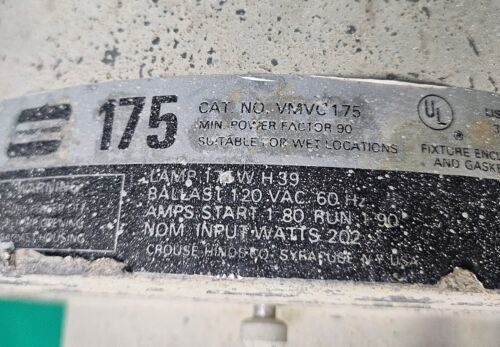 175
CAT. NO. VMVC 175
MIN. POWER FACTOR 90
SUITABLE FOR WET LOCATIONS
UL
FIXTURE ENC
AND GASKE
WARNING
LAMP 175W H 39
BALLAST 120 VAC. 60 Hz
AMPS START 1.80 RUN 1.90
NOM INPUT WATTS 202
CROUSE HINDS CO. SYRACUSE, N.Y. USA